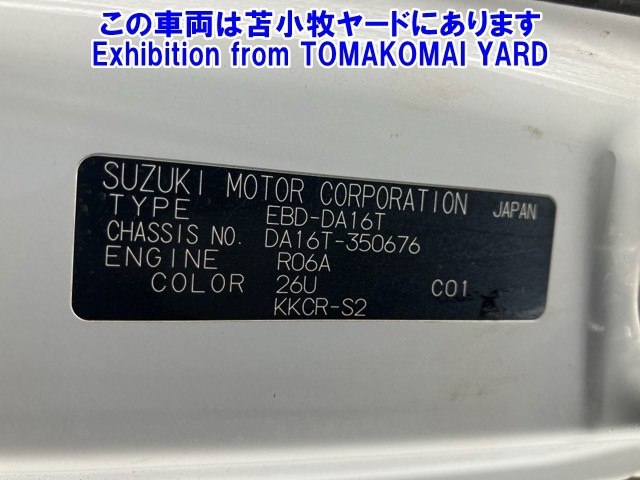 この車両は苫小牧ヤードにあります
Exhibition from TOMAKOMAI YARD
SUZUKI MOTOR CORPORATION JAPAN
TYPE EBD-DA16T
CHASSIS NO. DA16T-350676
ENGINE R06A
COLOR 26U C01
KKCR-S2